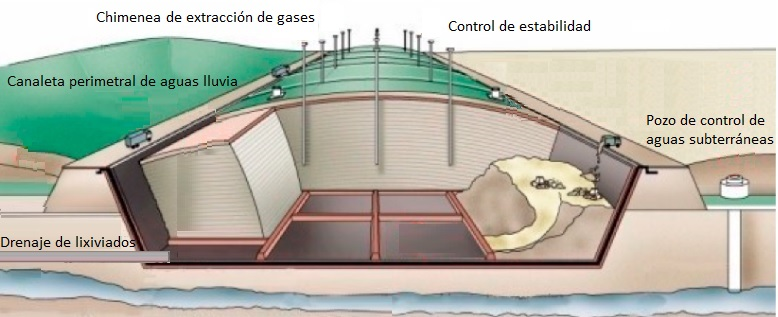 Chimenea de extracción de gases
Control de estabilidad
Canaleta perimetral de aguas lluvia
Pozo de control de
aguas subterráneas
Drenaje de lixiviados